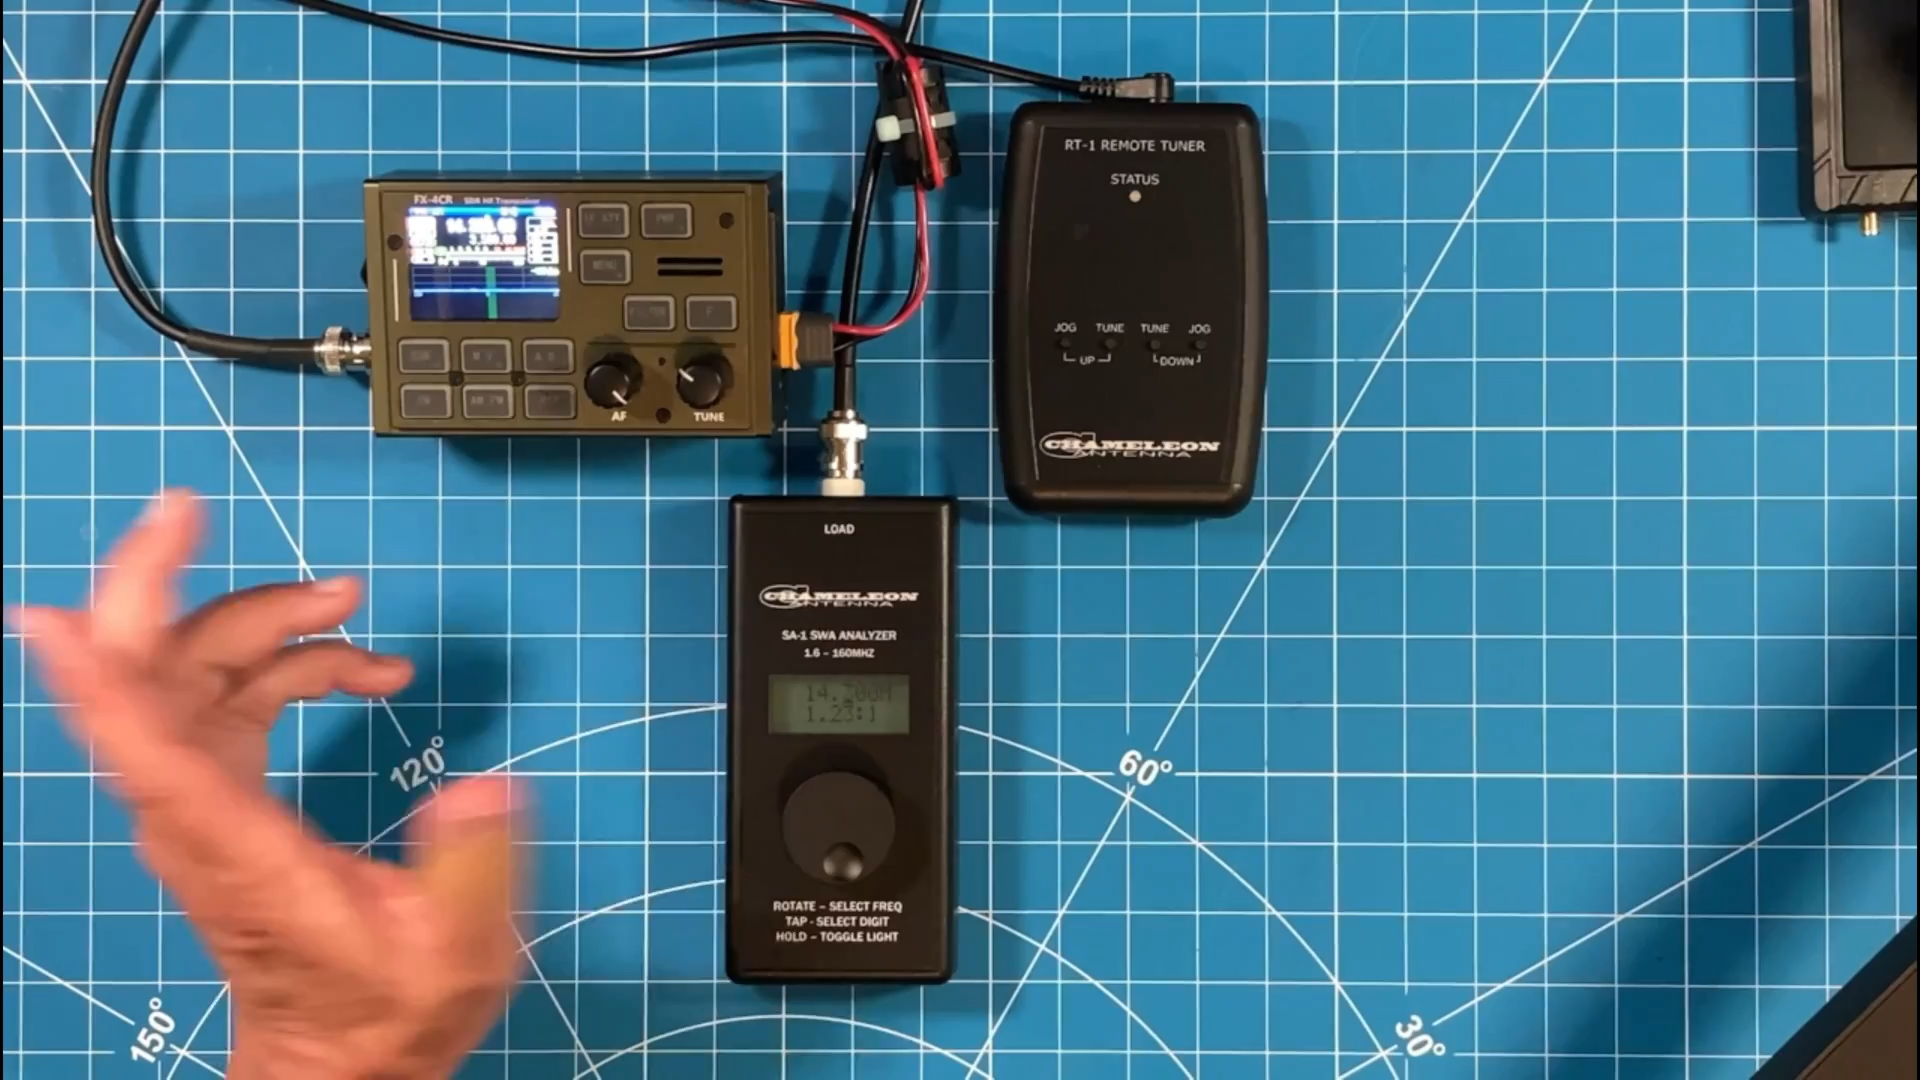 FX-4CR SDR HF Transceiver
MENU
AF
TUNE
RT-1 REMOTE TUNER
STATUS
JOG TUNE TUNE JOG
UP DOWN
CHAMELEON
ANTENNA
LOAD
CHAMELEON
ANTENNA
SA-1 SWA ANALYZER
1.6 – 160MHZ
1.23:1
ROTATE – SELECT FREQ
TAP - SELECT DIGIT
HOLD – TOGGLE LIGHT
120°
60°
150°
30°